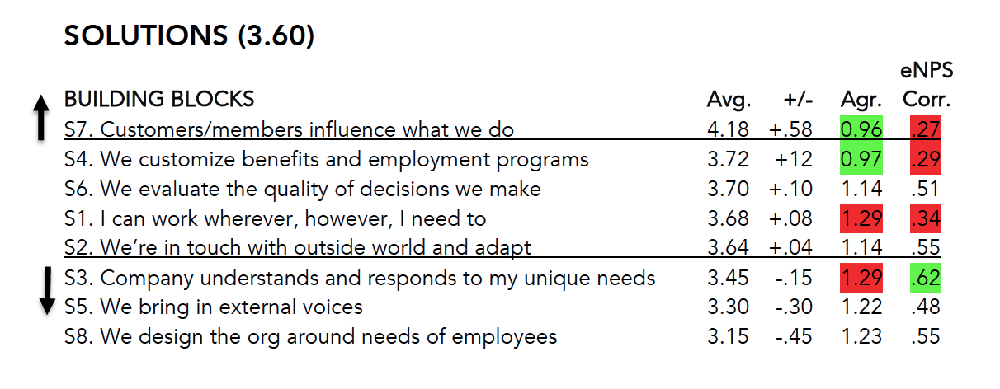 SOLUTIONS (3.60)
eNPS
BUILDING BLOCKS Avg. +/- Agr. Corr.
S7. Customers/members influence what we do 4.18 +.58 0.96 .27
S4. We customize benefits and employment programs 3.72 +12 0.97 .29
S6. We evaluate the quality of decisions we make 3.70 +.10 1.14 .51
S1. I can work wherever, however, I need to 3.68 +.08 1.29 .34
S2. We’re in touch with outside world and adapt 3.64 +.04 1.14 .55
S3. Company understands and responds to my unique needs 3.45 -.15 1.29 .62
S5. We bring in external voices 3.30 -.30 1.22 .48
S8. We design the org around needs of employees 3.15 -.45 1.23 .55